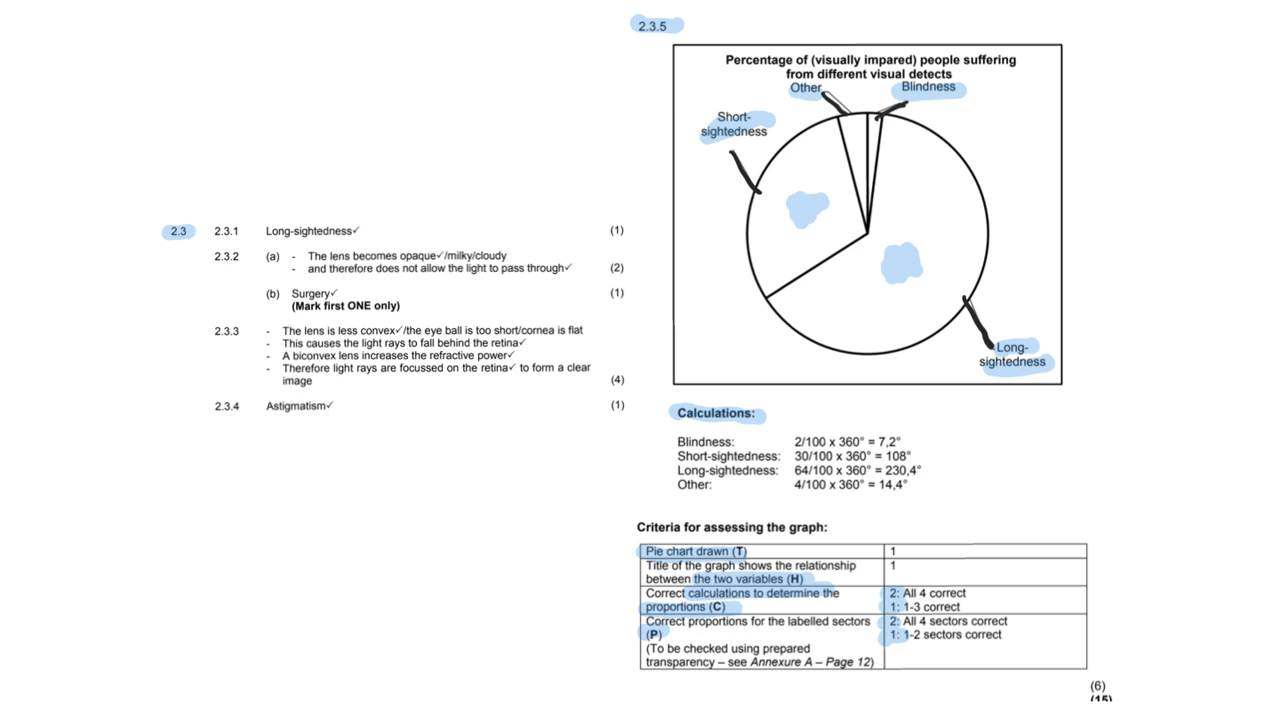 2.3 2.3.1 Long-sightedness✓ (1)
2.3.2 (a) - The lens becomes opaque✓/milky/cloudy
- and therefore does not allow the light to pass through✓ (2)
(b) Surgery✓ (1)
(Mark first ONE only)
2.3.3 - The lens is less convex✓/the eye ball is too short/cornea is flat
- This causes the light rays to fall behind the retina✓
- A biconvex lens increases the refractive power✓
- Therefore light rays are focussed on the retina✓ to form a clear
image (4)
2.3.4 Astigmatism✓ (1)
2.3.5
Percentage of (visually impared) people suffering
from different visual detects
Other
Blindness
Short-
sightedness
Long-
sightedness
Calculations:
Blindness: 2/100 x 360° = 7,2°
Short-sightedness: 30/100 x 360° = 108°
Long-sightedness: 64/100 x 360° = 230,4°
Other: 4/100 x 360° = 14,4°
Criteria for assessing the graph:
Pie chart drawn (T) 1
Title of the graph shows the relationship 1
between the two variables (H)
Correct calculations to determine the 2: All 4 correct
proportions (C) 1: 1-3 correct
Correct proportions for the labelled sectors 2: All 4 sectors correct
(P) 1: 1-2 sectors correct
(To be checked using prepared
transparency – see Annexure A – Page 12)
(6)
(15)